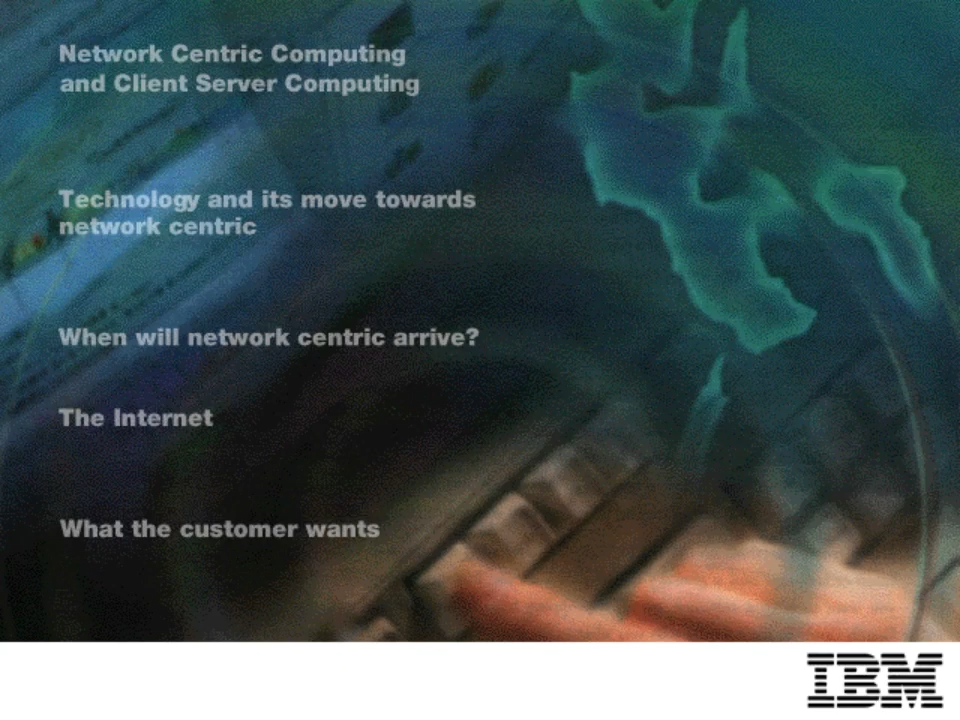 Network Centric Computing
and Client Server Computing
Technology and its move towards
network centric
When will network centric arrive?
The Internet
What the customer wants
IBM